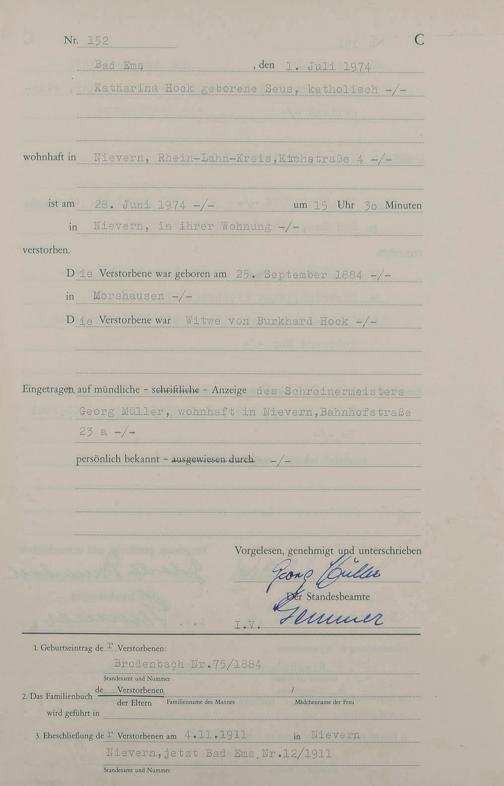 Nr. 152 C
Bad Ems , den 1. Juli 1974
Katharina Hock geborene Seus, katholisch -/-
wohnhaft in Nievern, Rhein-Lahn-Kreis,Kirchstraße 4 -/-
ist am 28. Juni 1974 -/- um 15 Uhr 30 Minuten
in Nievern, in ihrer Wohnung -/-
verstorben.
D ie Verstorbene war geboren am 25. September 1884 -/-
in Morshausen -/-
D ie Verstorbene war Witwe von Burkhard Hock -/-
Eingetragen auf mündliche - schriftliche - Anzeige des Schreinermeisters
Georg Müller, wohnhaft in Nievern,Bahnhofstraße
23 a -/-
persönlich bekannt - ausgewiesen durch -/-
Vorgelesen, genehmigt und unterschrieben
Georg Müller
Der Standesbeamte
I.V.
1. Geburtseintrag de r Verstorbenen:
Brodenbach Nr.75/1884
Standesamt und Nummer
2. Das Familienbuch de Verstorbenen /
der Eltern Familienname des Mannes Mädchenname der Frau
wird geführt in
3. Eheschließung de r Verstorbenen am 4.11.1911 in Nievern
Nievern,jetzt Bad Ems,Nr.12/1911
Standesamt und Nummer